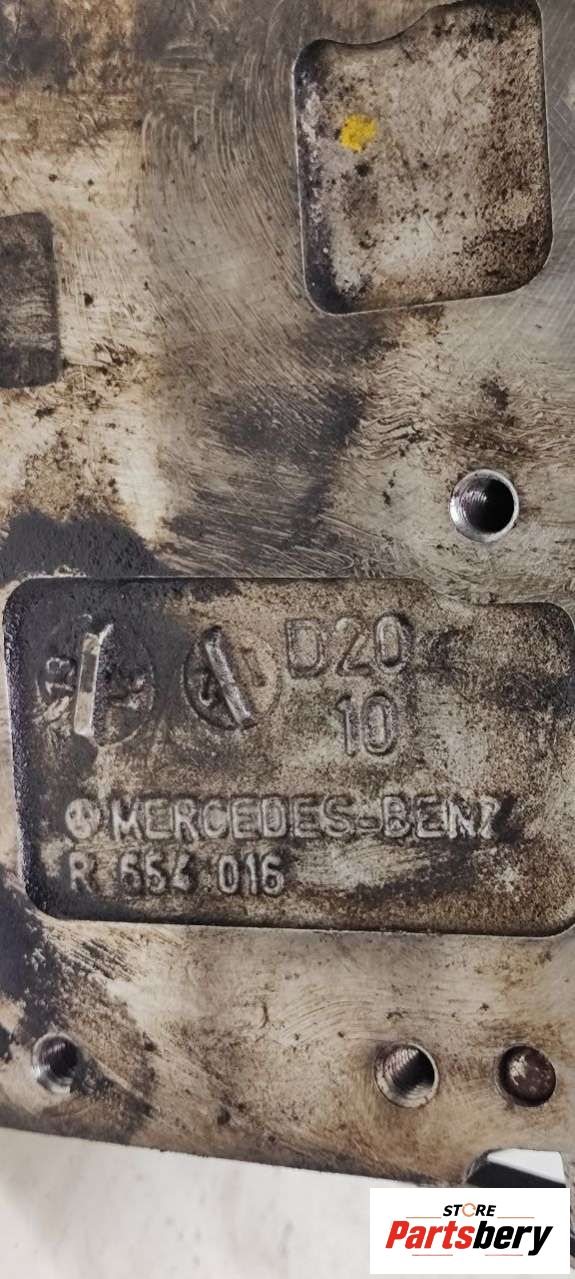 D20
10
MERCEDES-BENZ
R 654 016
STORE
Partsbery